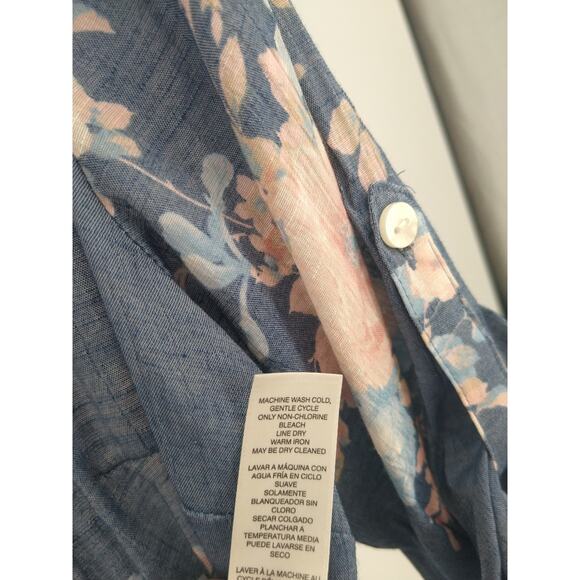 MACHINE WASH COLD,
GENTLE CYCLE
ONLY NON-CHLORINE
BLEACH
LINE DRY
WARM IRON
MAY BE DRY CLEANED
LAVAR A MÁQUINA CON
AGUA FRÍA EN CICLO
SUAVE
SOLAMENTE
BLANQUEADOR SIN
CLORO
SECAR COLGADO
PLANCHAR A
TEMPERATURA MEDIA
PUEDE LAVARSE EN
SECO
LAVER À LA MACHINE AU